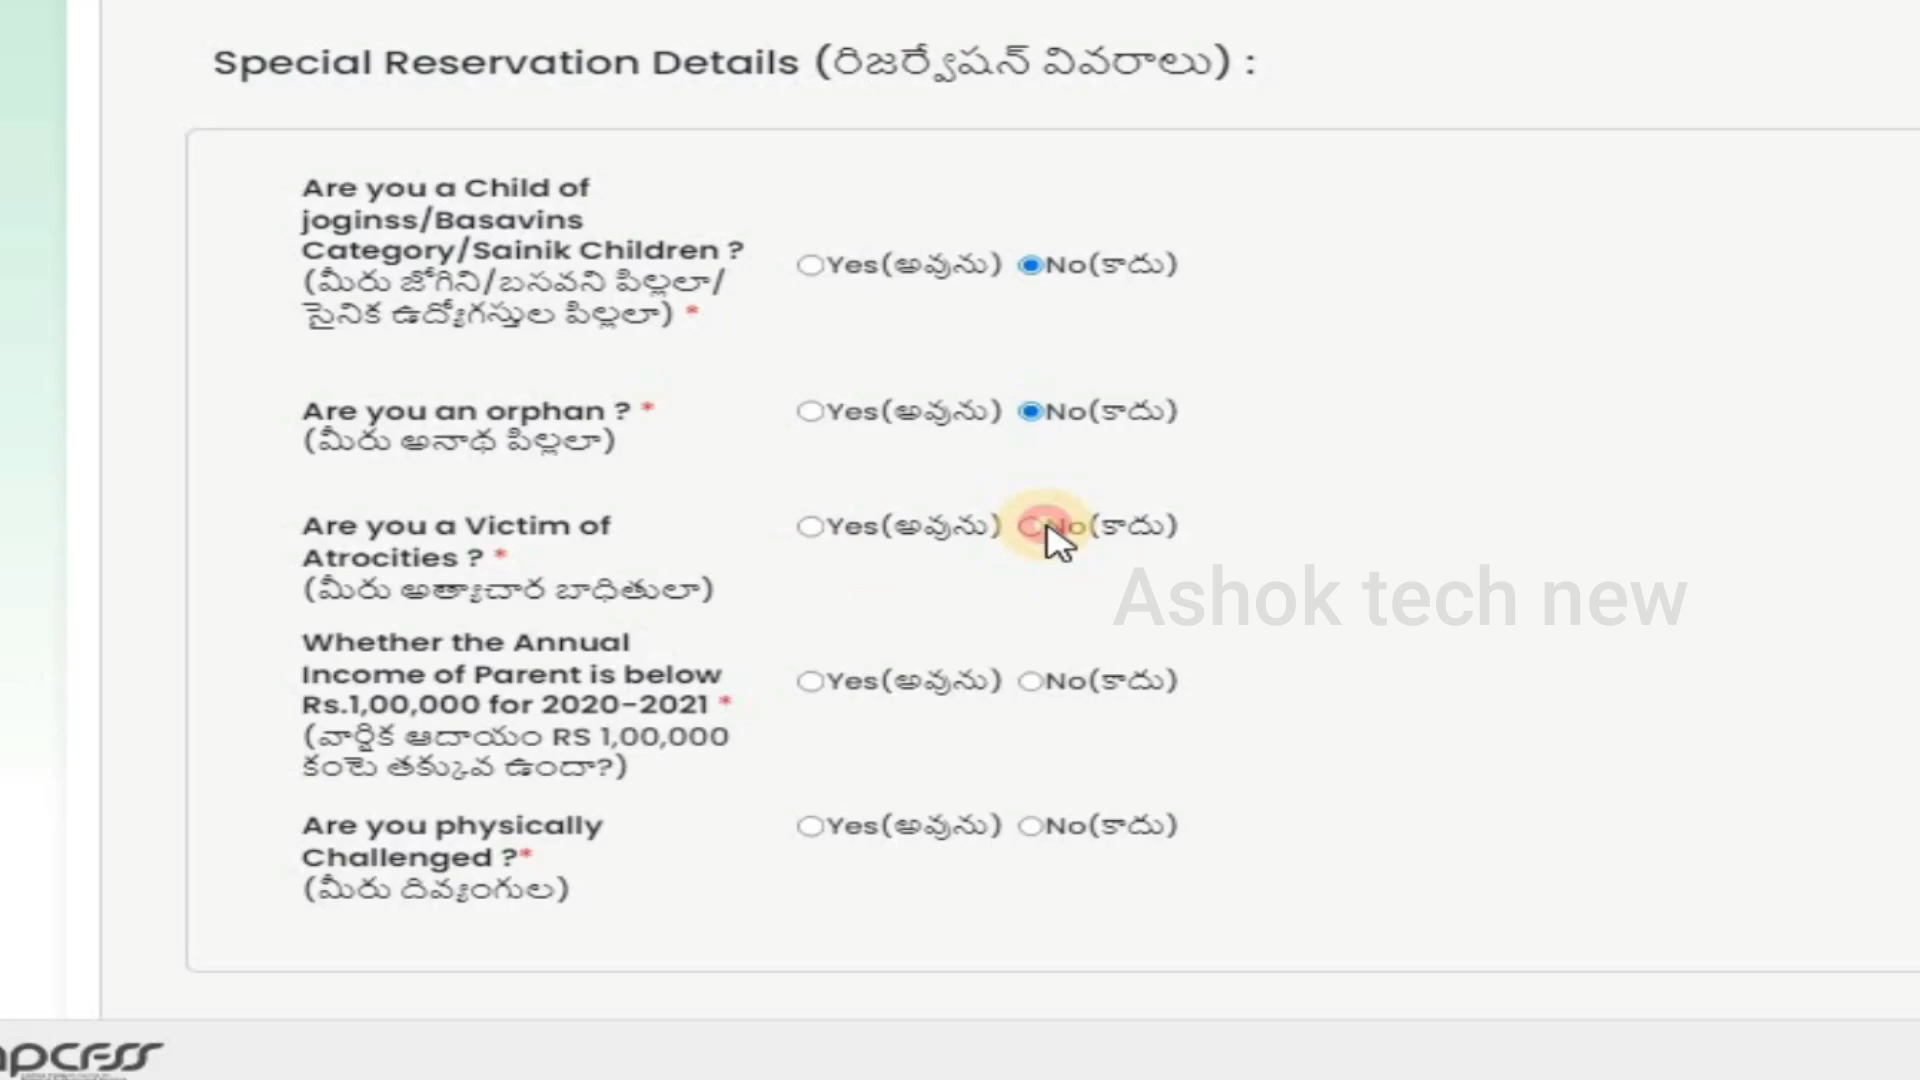 Special Reservation Details (రిజర్వేషన్ వివరాలు) :
Are you a Child of
joginss/Basavins
Category/Sainik Children ?
(మీరు జోగిని/బసవని పిల్లలా/
సైనిక ఉద్యోగస్తుల పిల్లలా) *
Yes(అవును) No(కాదు)
Are you an orphan ? *
(మీరు అనాథ పిల్లలా)
Yes(అవును) No(కాదు)
Are you a Victim of
Atrocities ? *
(మీరు అత్యాచార బాధితులా)
Yes(అవును) No(కాదు)
Ashok tech new
Whether the Annual
Income of Parent is below
Rs.1,00,000 for 2020-2021 *
(వార్షిక ఆదాయం RS 1,00,000
కంటె తక్కువ ఉందా?)
Yes(అవును) No(కాదు)
Are you physically
Challenged ?*
(మీరు దివ్యంగుల)
Yes(అవును) No(కాదు)
apcfss